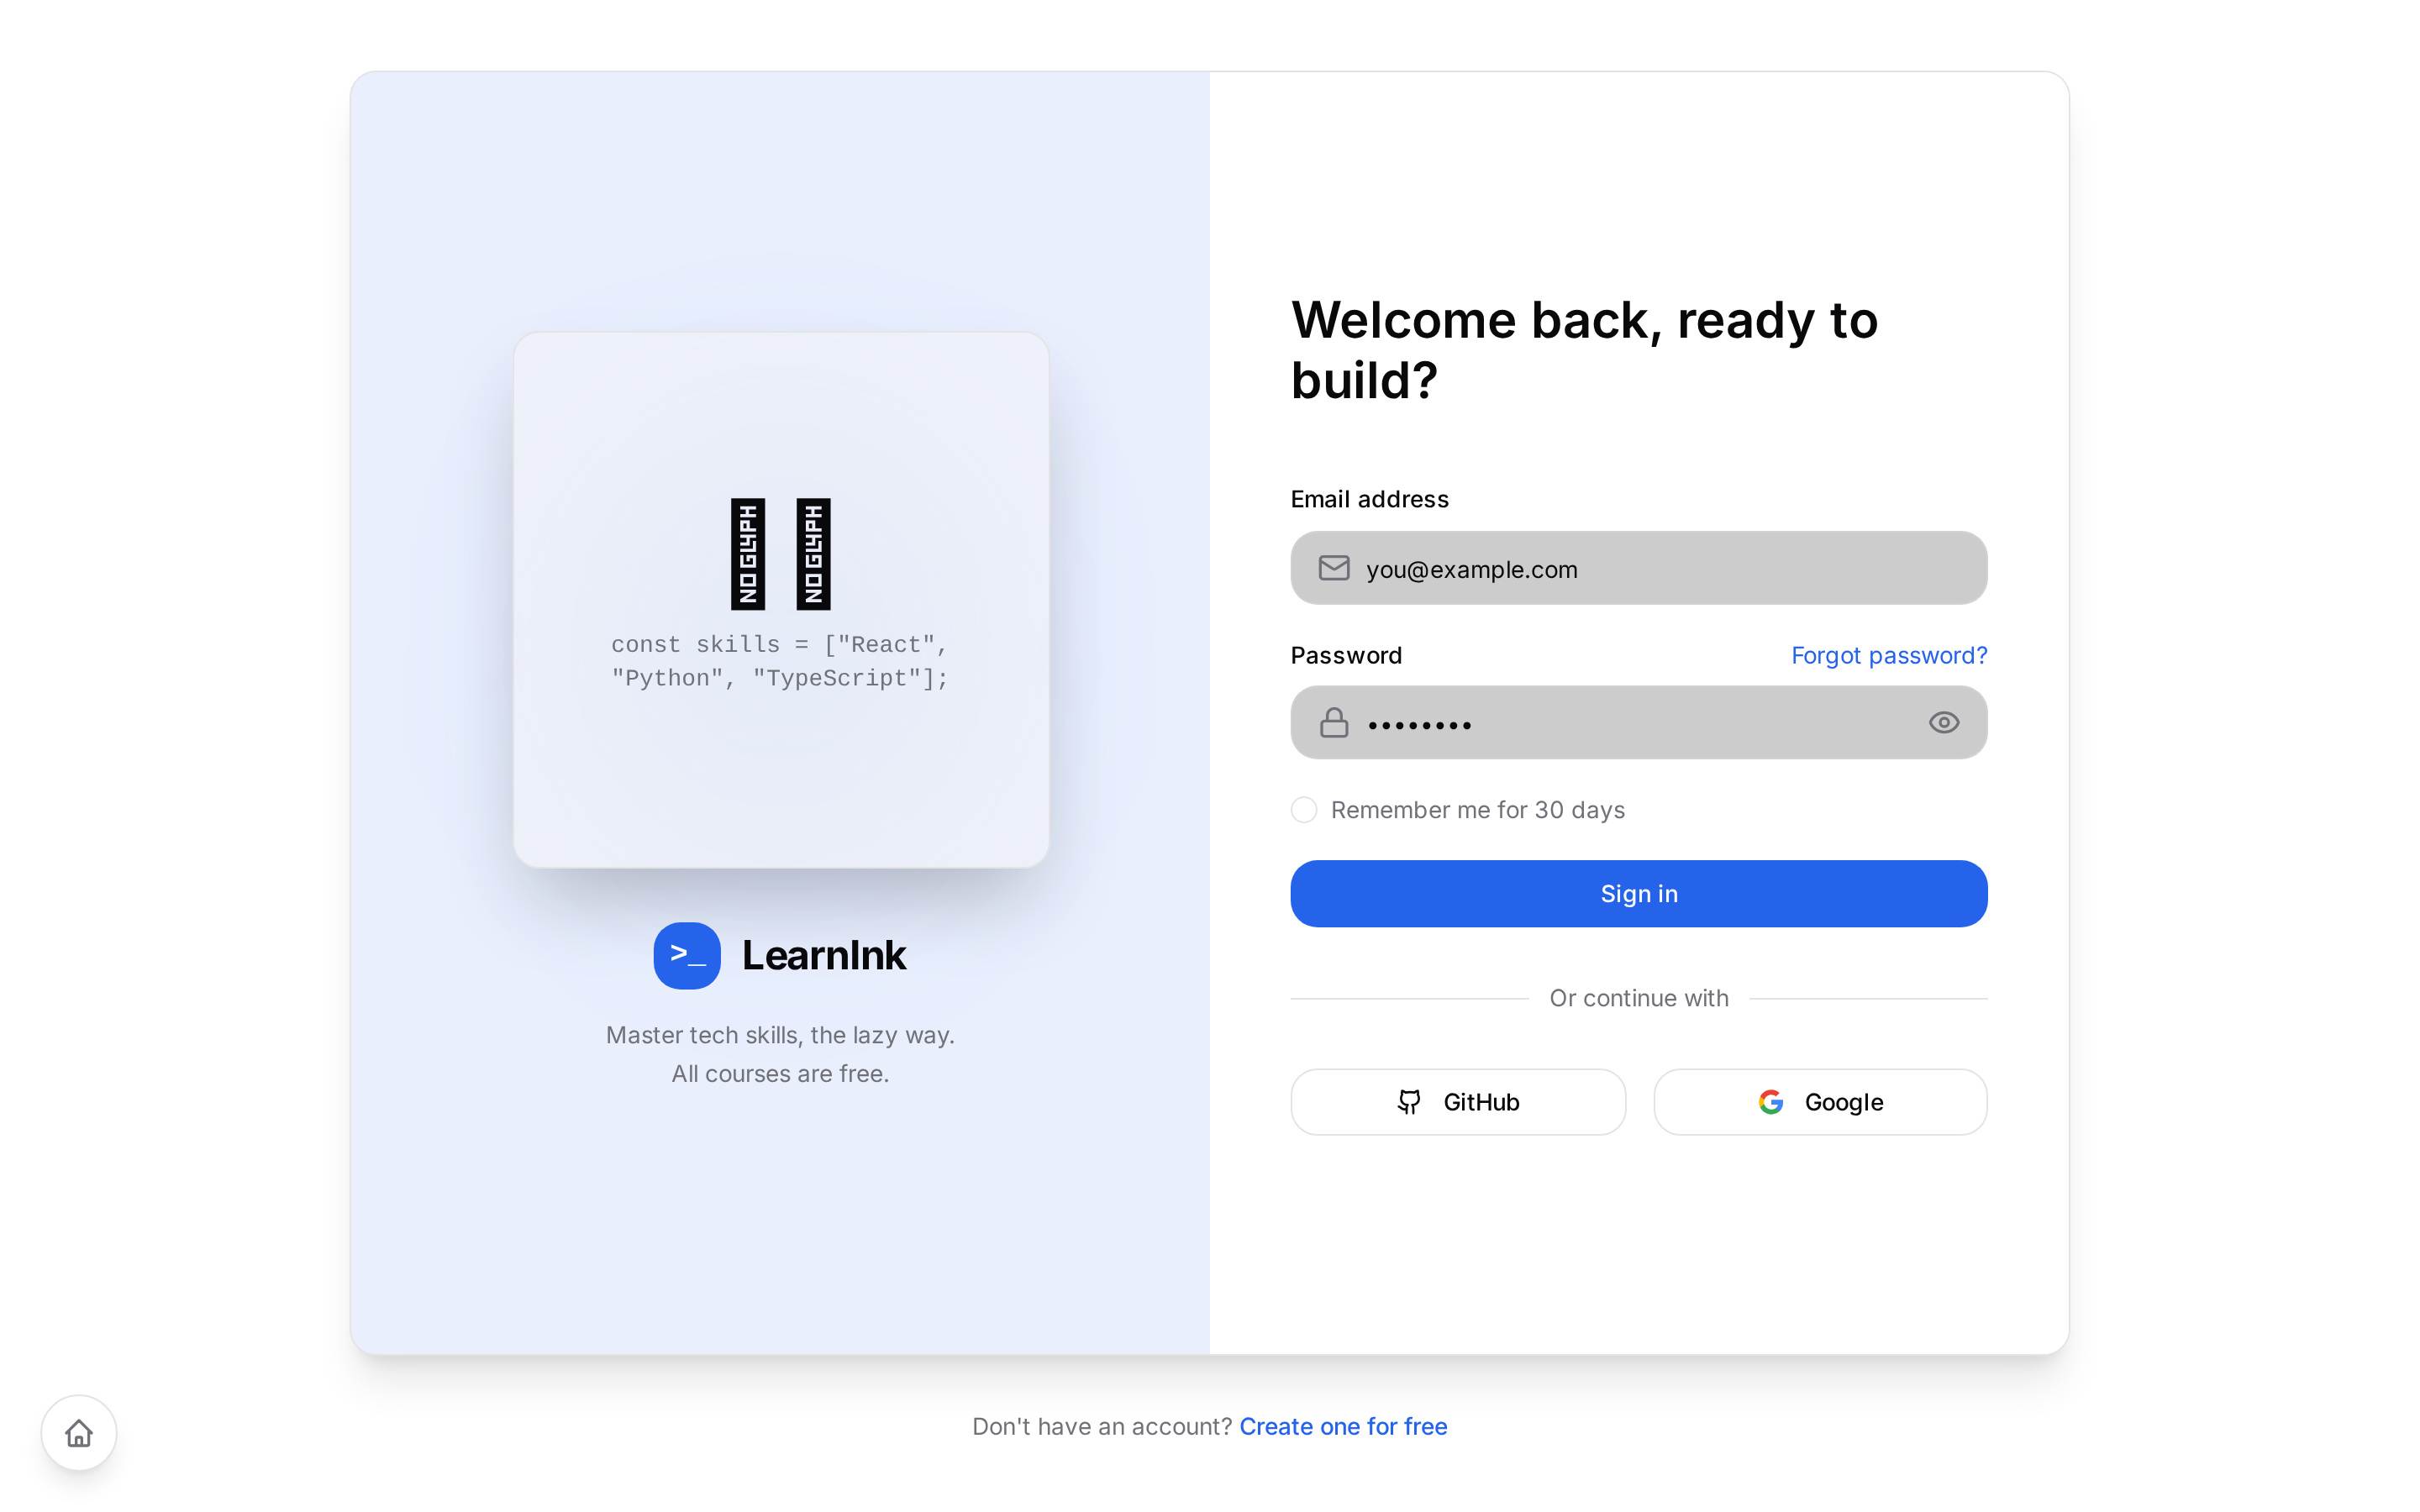 NO GLYPH NO GLYPH
const skills = ["React",
"Python", "TypeScript"];
>_ LearnInk
Master tech skills, the lazy way.
All courses are free.
Welcome back, ready to
build?
Email address
you@example.com
Password Forgot password?
••••••••
Remember me for 30 days
Sign in
Or continue with
GitHub Google
Don't have an account? Create one for free